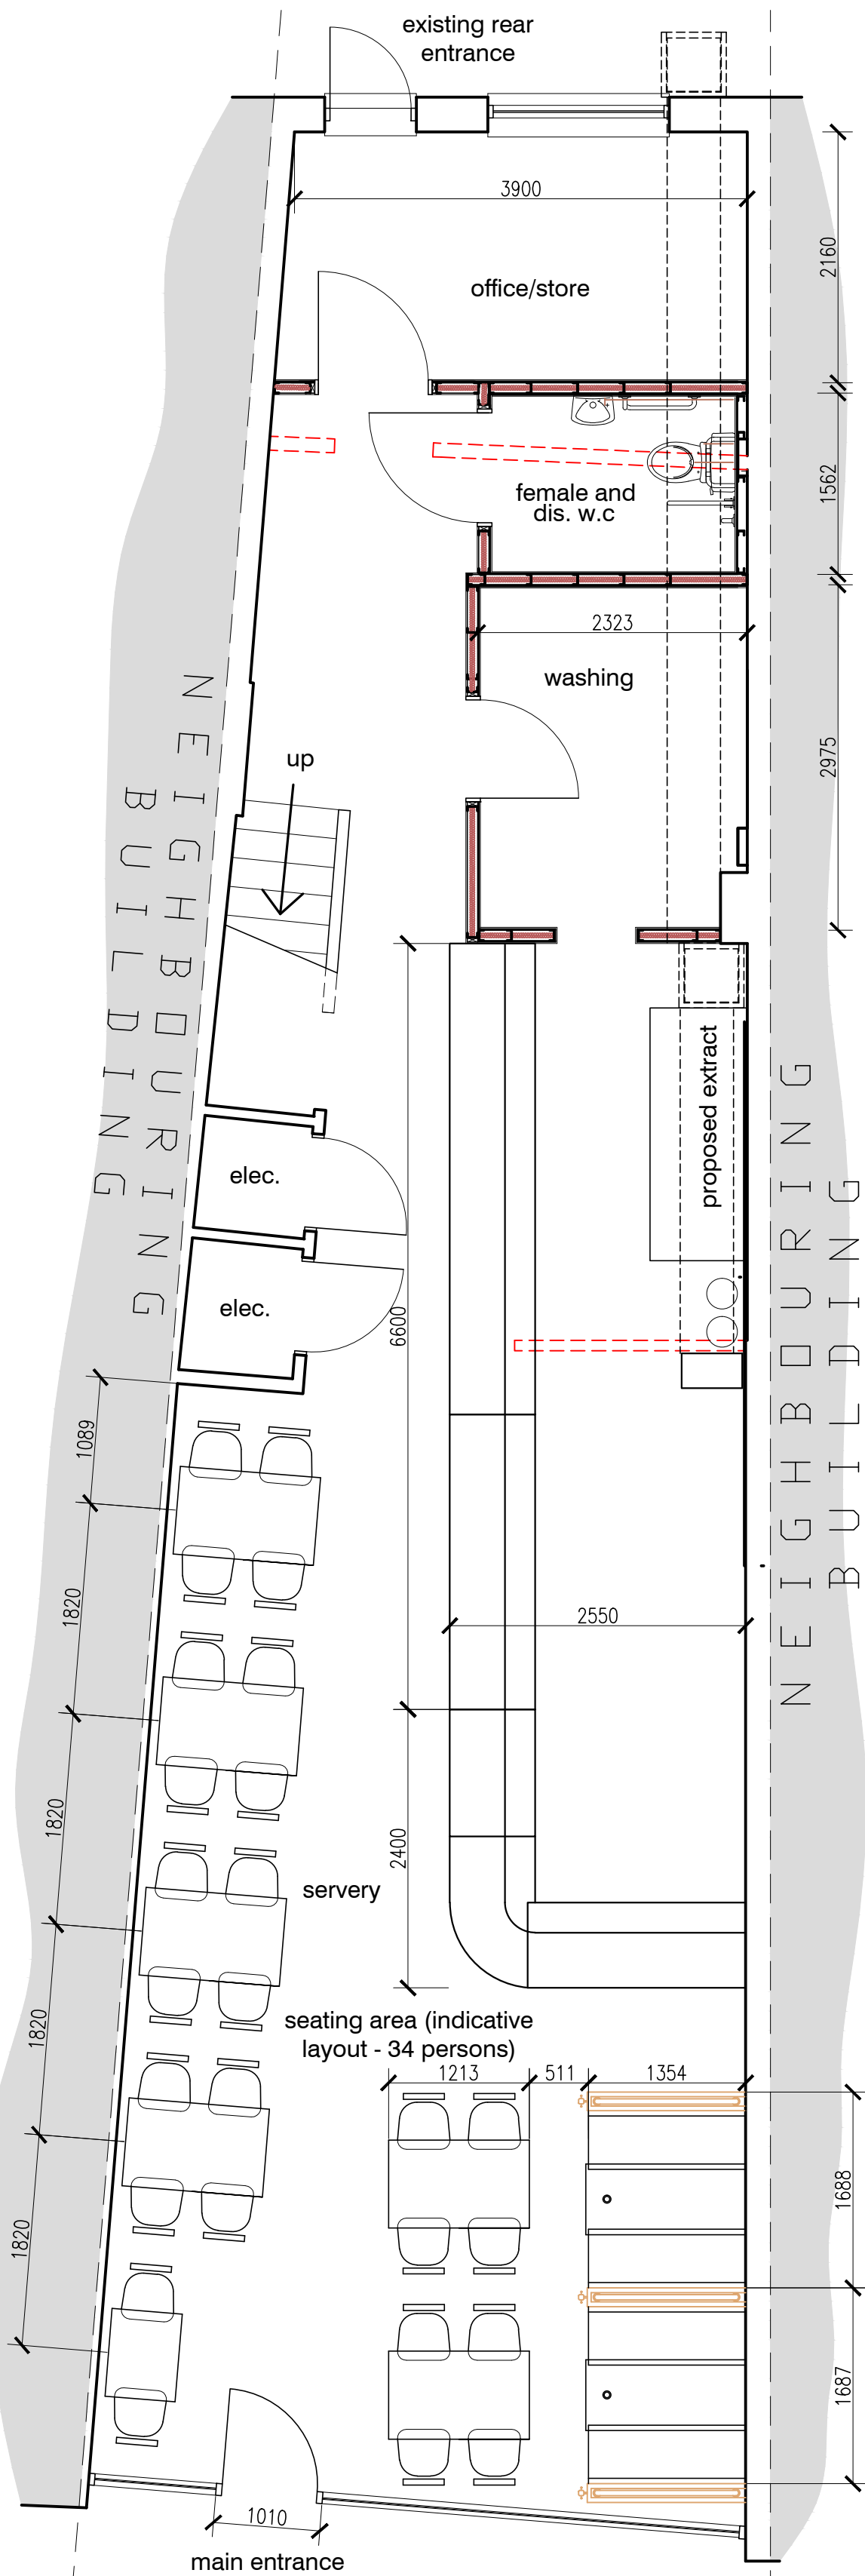 existing rear
entrance
3900
2160
office/store
1562
female and
dis. w.c
2323
washing
2975
up
NEIGHBOURING
BUILDING
proposed extract
elec.
elec.
6600
NEIGHBOURING
BUILDING
1089
1820
2550
1820
2400
servery
1820
seating area (indicative
layout - 34 persons)
1213
511
1354
1688
1820
1687
1010
main entrance